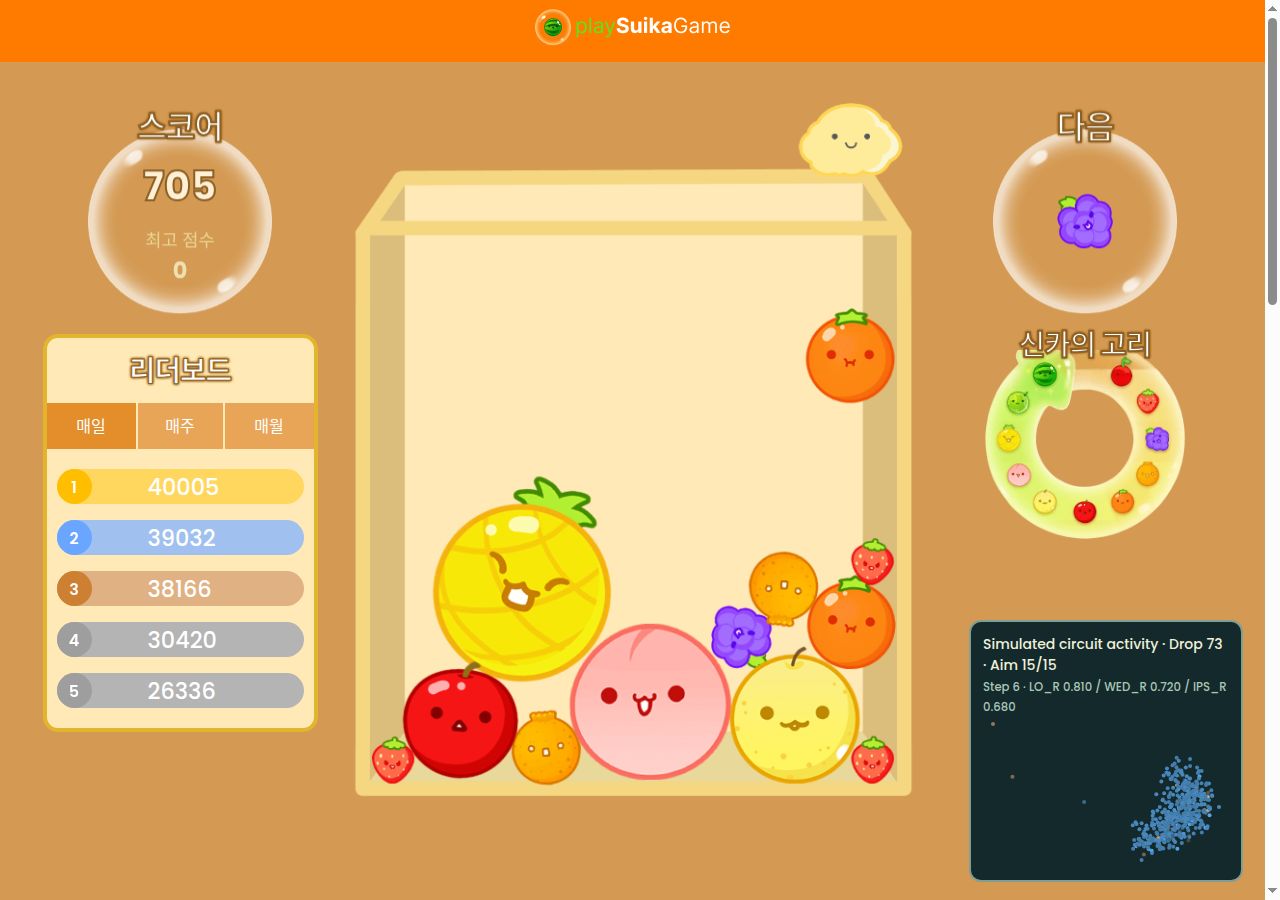 playSuikaGame
스코어
705
최고 점수
0
리더보드
매일 매주 매월
1 40005
2 39032
3 38166
4 30420
5 26336
다음
신카의 고리
Simulated circuit activity · Drop 73
· Aim 15/15
Step 6 · LO_R 0.810 / WED_R 0.720 / IPS_R
0.680